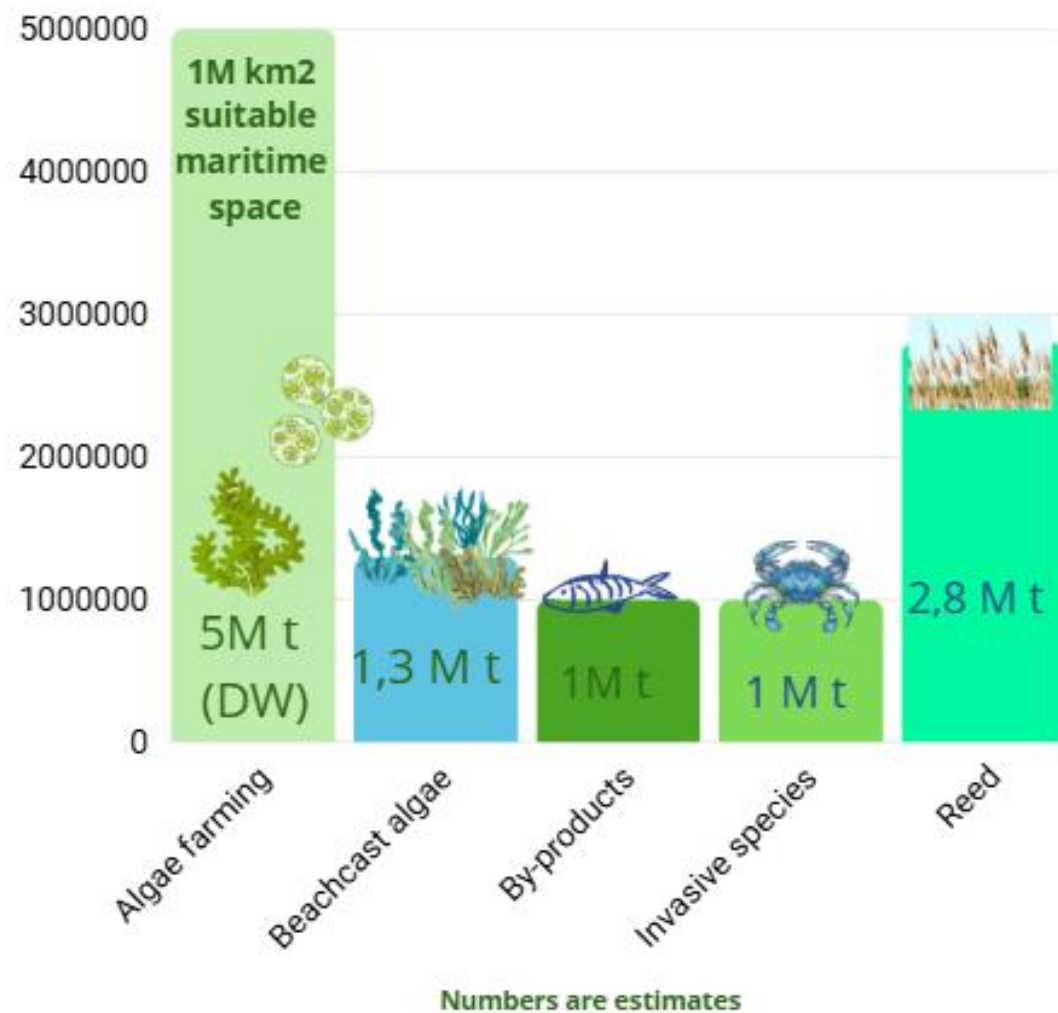 5000000
4000000
3000000
2000000
1000000
0
1M km2
suitable
maritime
space
5M t
(DW)
1,3 M t
1M t
1 M t
2,8 M t
Algae farming
Beachcast algae
By-products
Invasive species
Reed
Numbers are estimates